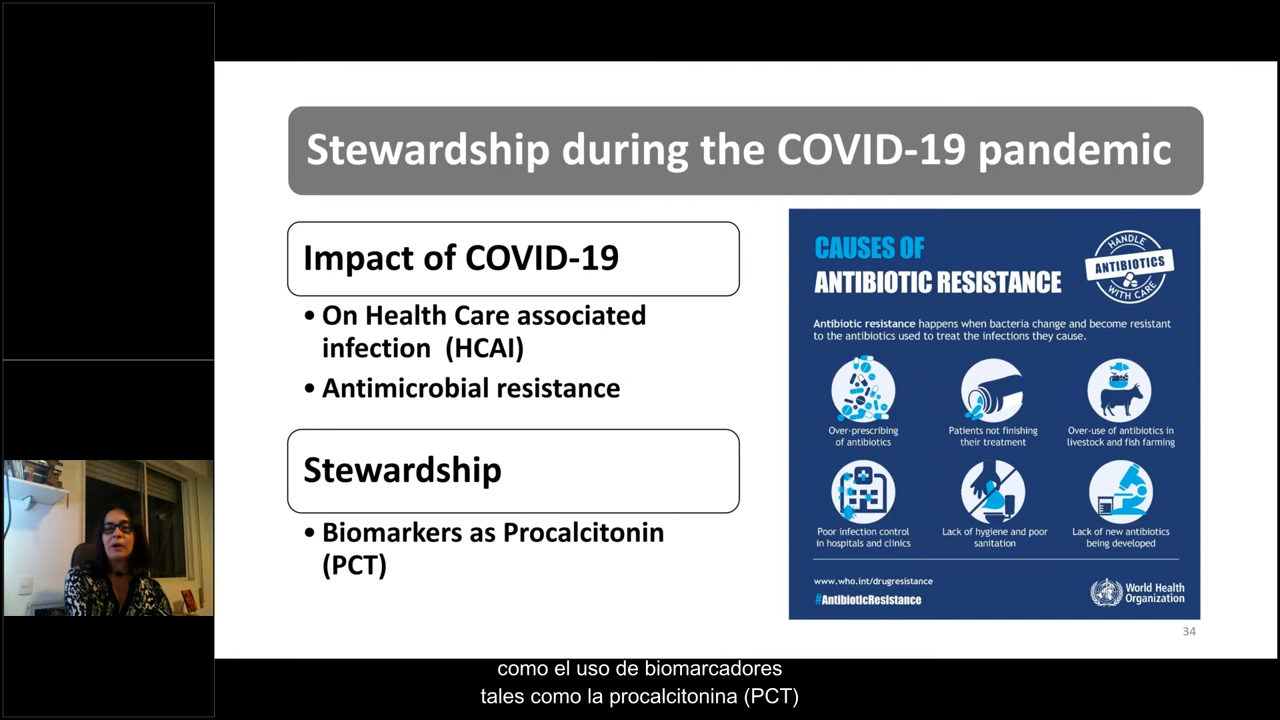 Stewardship during the COVID-19 pandemic
Impact of COVID-19
• On Health Care associated
infection (HCAI)
• Antimicrobial resistance
Stewardship
• Biomarkers as Procalcitonin
(PCT)
CAUSES OF
ANTIBIOTIC RESISTANCE
HANDLE
ANTIBIOTICS
WITH CARE
Antibiotic resistance happens when bacteria change and become resistant
to the antibiotics used to treat the infections they cause.
Over-prescribing
of antibiotics
Patients not finishing
their treatment
Over-use of antibiotics in
livestock and fish farming
Poor infection control
in hospitals and clinics
Lack of hygiene and poor
sanitation
Lack of new antibiotics
being developed
www.who.int/drugresistance
#AntibioticResistance
World Health
Organization
34
como el uso de biomarcadores
tales como la procalcitonina (PCT)